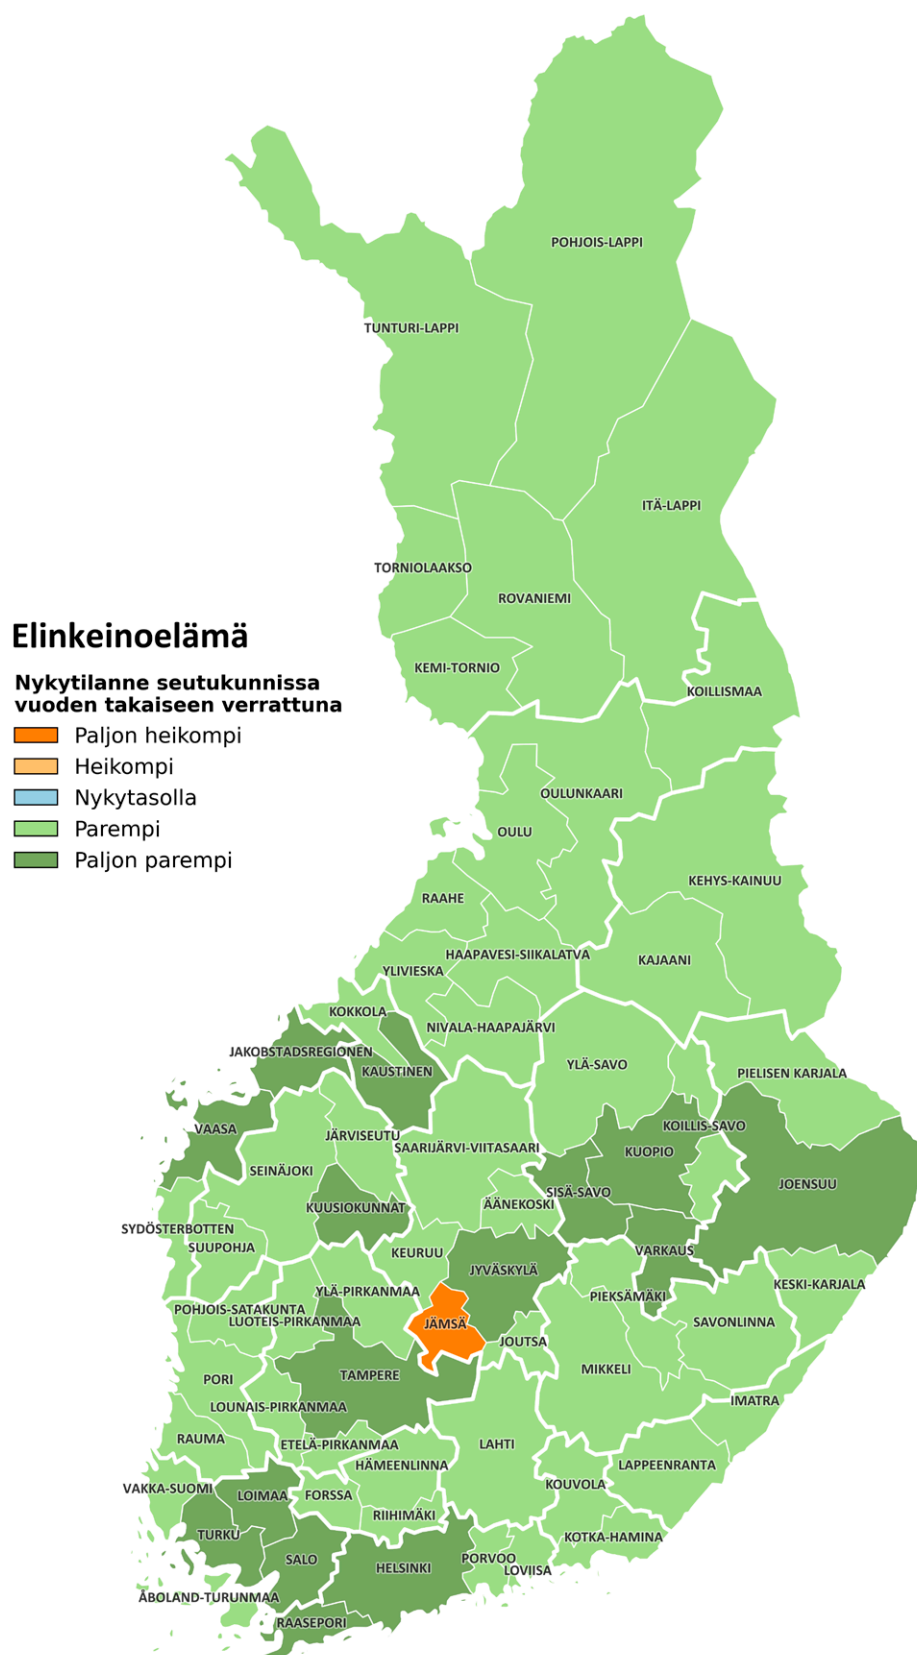 POHJOIS-LAPPI
TUNTURI-LAPPI
ITÄ-LAPPI
TORNIOLAAKSO
ROVANIEMI
Elinkeinoelämä
KEMI-TORNIO
Nykytilanne seutukunnissa
vuoden takaiseen verrattuna
KOILLISMAA
Paljon heikompi
Heikompi
Nykytasolla
Parempi
Paljon parempi
OULUNKAARI
OULU
KEHYS-KAINUU
RAAHE
HAAPAVESI-SIIKALATVA
KAJAANI
YLIVIESKA
KOKKOLA
NIVALA-HAAPAJÄRVI
JAKOBSTADSREGIONEN
YLÄ-SAVO
KAUSTINEN
PIELISEN KARJALA
VAASA
JÄRVISEUTU
KOILLIS-SAVO
SAARIJÄRVI-VIITASAARI
KUOPIO
SEINÄJOKI
JOENSUU
SISÄ-SAVO
ÄÄNEKOSKI
KUUSIOKUNNAT
SYDÖSTERBOTTEN
SUUPOHJA
KEURUU
VARKAUS
JYVÄSKYLÄ
KESKI-KARJALA
YLÄ-PIRKANMAA
PIEKSÄMÄKI
POHJOIS-SATAKUNTA
LUOTEIS-PIRKANMAA
JÄMSÄ
SAVONLINNA
JOUTSA
MIKKELI
TAMPERE
PORI
IMATRA
LOUNAIS-PIRKANMAA
RAUMA
ETELÄ-PIRKANMAA
LAHTI
HÄMEENLINNA
LAPPEENRANTA
KOUVOLA
VAKKA-SUOMI
LOIMAA
FORSSA
RIIHIMÄKI
TURKU
KOTKA-HAMINA
SALO
PORVOO
HELSINKI
LOVIISA
ÅBOLAND-TURUNMAA
RAASEPORI